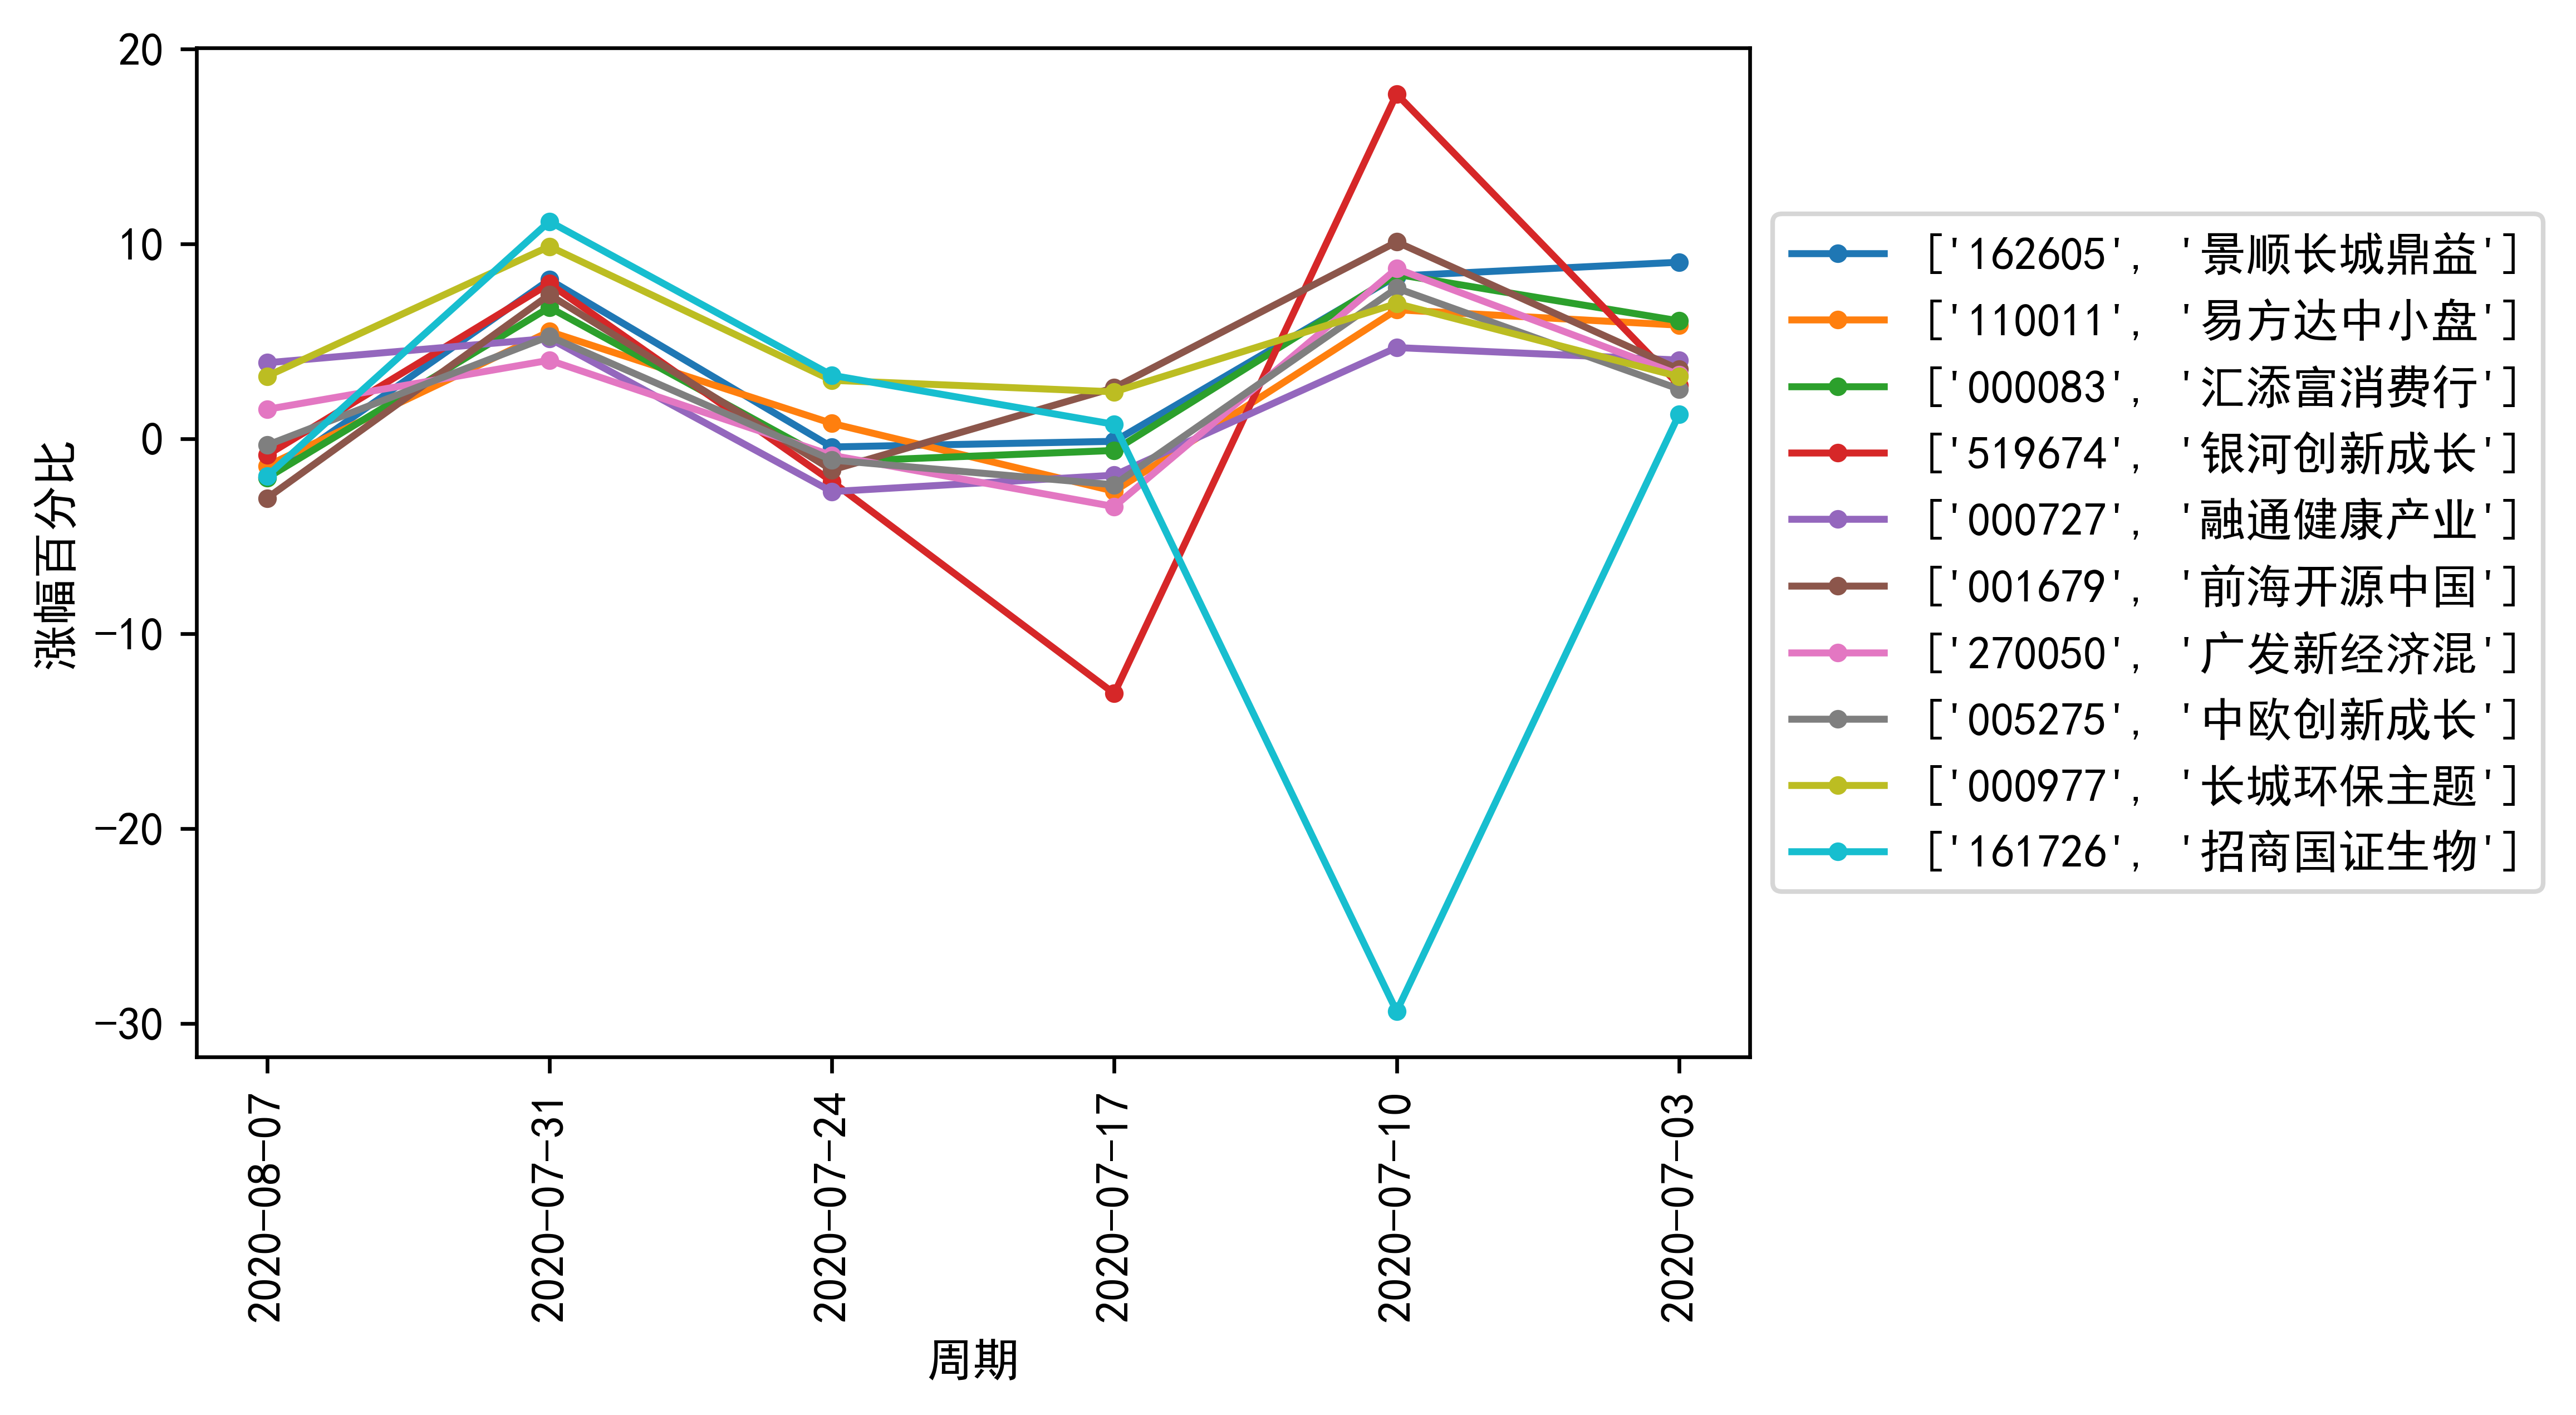 20
10
0
−10
−20
−30
涨幅百分比
2020-08-07
2020-07-31
2020-07-24
2020-07-17
2020-07-10
2020-07-03
周期
['162605', '景顺长城鼎益']
['110011', '易方达中小盘']
['000083', '汇添富消费行']
['519674', '银河创新成长']
['000727', '融通健康产业']
['001679', '前海开源中国']
['270050', '广发新经济混']
['005275', '中欧创新成长']
['000977', '长城环保主题']
['161726', '招商国证生物']